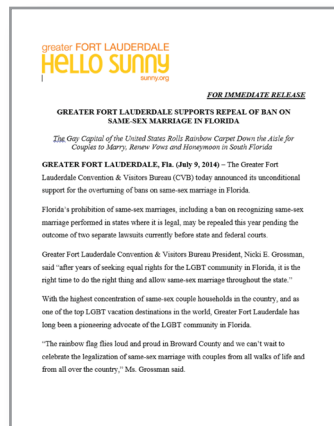 greater FORT LAUDERDALE
HELLO SUNNY
sunny.org
FOR IMMEDIATE RELEASE
GREATER FORT LAUDERDALE SUPPORTS REPEAL OF BAN ON
SAME-SEX MARRIAGE IN FLORIDA
The Gay Capital of the United States Rolls Rainbow Carpet Down the Aisle for
Couples to Marry, Renew Vows and Honeymoon in South Florida
GREATER FORT LAUDERDALE, Fla. (July 9, 2014) – The Greater Fort
Lauderdale Convention & Visitors Bureau (CVB) today announced its unconditional
support for the overturning of bans on same-sex marriage in Florida.
Florida's prohibition of same-sex marriages, including a ban on recognizing same-sex
marriage performed in states where it is legal, may be repealed this year pending the
outcome of two separate lawsuits currently before state and federal courts.
Greater Fort Lauderdale Convention & Visitors Bureau President, Nicki E. Grossman,
said "after years of seeking equal rights for the LGBT community in Florida, it is the
right time to do the right thing and allow same-sex marriage throughout the state."
With the highest concentration of same-sex couple households in the country, and as
one of the top LGBT vacation destinations in the world, Greater Fort Lauderdale has
long been a pioneering advocate of the LGBT community in Florida.
"The rainbow flag flies loud and proud in Broward County and we can't wait to
celebrate the legalization of same-sex marriage with couples from all walks of life and
from all over the country," Ms. Grossman said.